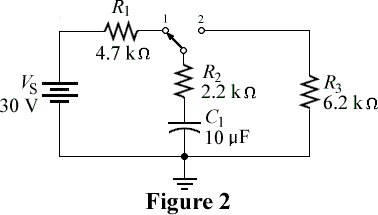 R1
1
2
4.7 kΩ
VS
30 V
R2
2.2 kΩ
R3
6.2 kΩ
C1
10 µF
Figure 2